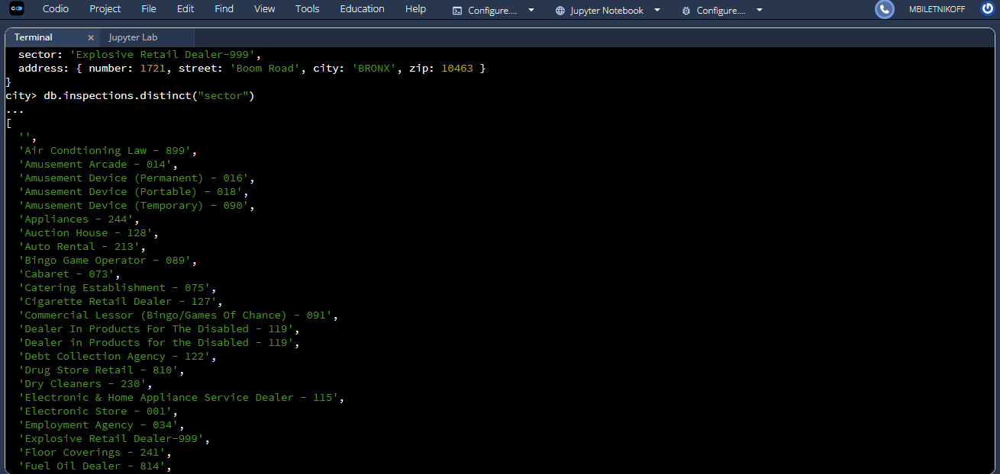 Codio Project File Edit Find View Tools Education Help Configure.... Jupyter Notebook Configure.... MBILETNIKOFF
Terminal × Jupyter Lab
sector: 'Explosive Retail Dealer-999',
address: { number: 1721, street: 'Boom Road', city: 'BRONX', zip: 10463 }
}
city> db.inspections.distinct("sector")
...
[
'',
'Air Condtioning Law - 899',
'Amusement Arcade - 014',
'Amusement Device (Permanent) - 016',
'Amusement Device (Portable) - 018',
'Amusement Device (Temporary) - 090',
'Appliances - 244',
'Auction House - 128',
'Auto Rental - 213',
'Bingo Game Operator - 089',
'Cabaret - 073',
'Catering Establishment - 075',
'Cigarette Retail Dealer - 127',
'Commercial Lessor (Bingo/Games Of Chance) - 091',
'Dealer In Products For The Disabled - 119',
'Dealer in Products for the Disabled - 119',
'Debt Collection Agency - 122',
'Drug Store Retail - 810',
'Dry Cleaners - 230',
'Electronic & Home Appliance Service Dealer - 115',
'Electronic Store - 001',
'Employment Agency - 034',
'Explosive Retail Dealer-999',
'Floor Coverings - 241',
'Fuel Oil Dealer - 814',